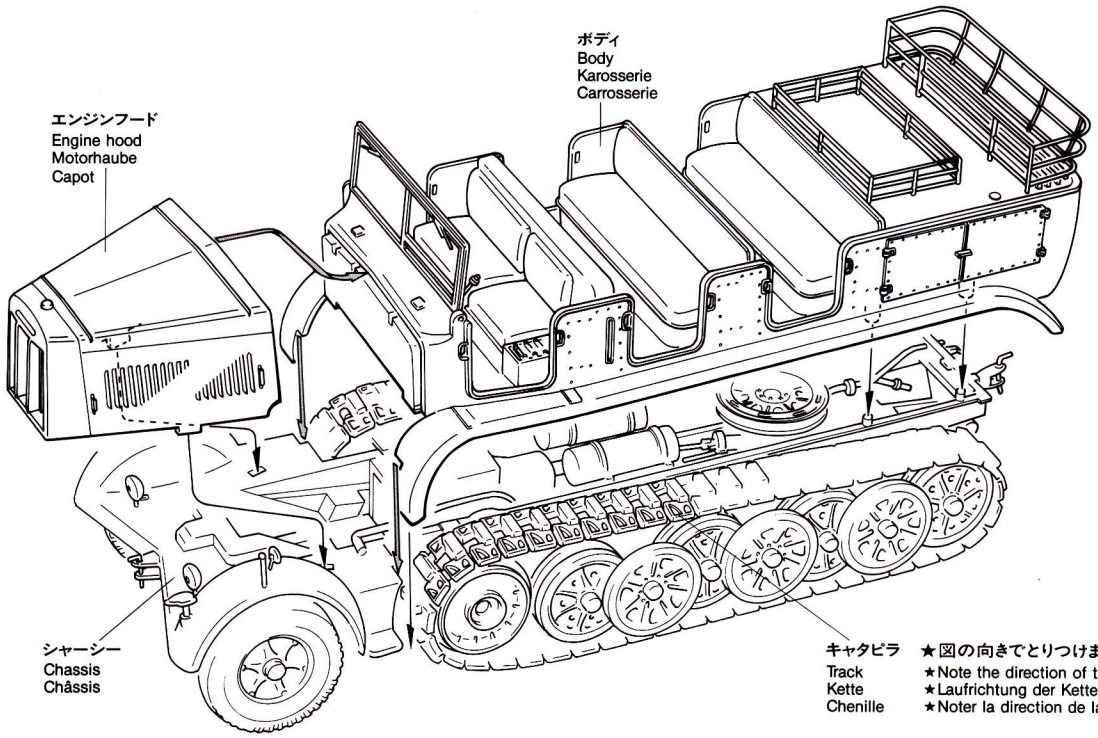 エンジンフード
Engine hood
Motorhaube
Capot
ボディ
Body
Karosserie
Carrosserie
シャーシー
Chassis
Châssis
キャタピラ
Track
Kette
Chenille
★図の向きでとりつけま
★Note the direction of t
★Laufrichtung der Kette
★Noter la direction de la